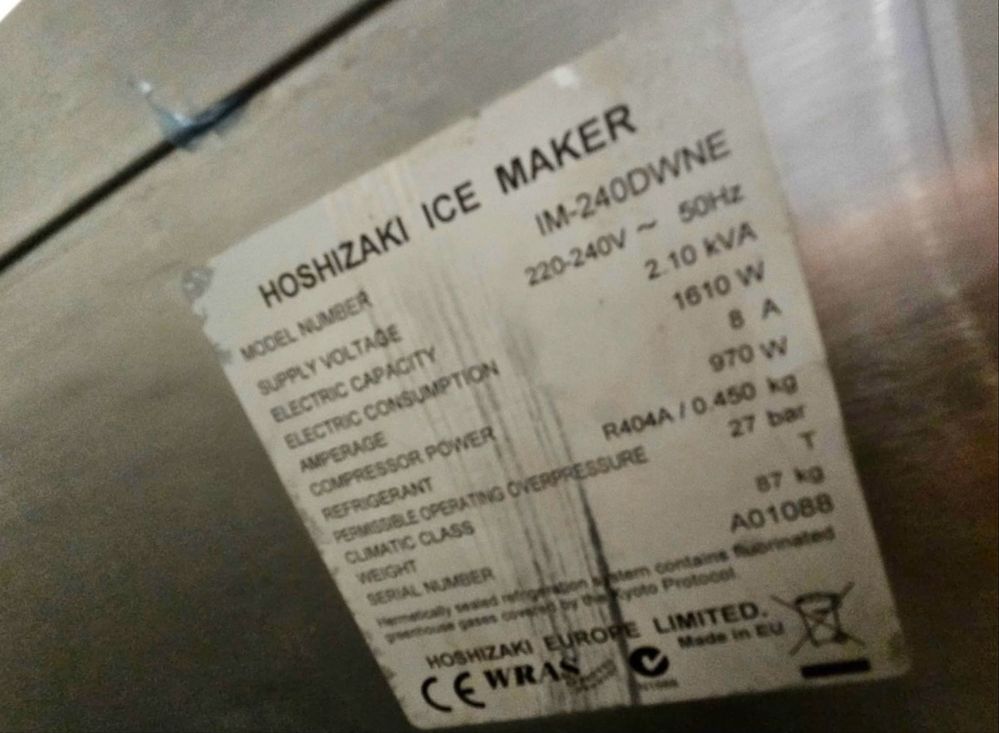 HOSHIZAKI ICE MAKER
MODEL NUMBER IM-240DWNE
SUPPLY VOLTAGE 220-240V ~ 50Hz
ELECTRIC CAPACITY 2.10 kVA
ELECTRIC CONSUMPTION 1610 W
AMPERAGE 8 A
COMPRESSOR POWER 970 W
REFRIGERANT R404A / 0.450 kg
PERMISSIBLE OPERATING OVERPRESSURE 27 bar
CLIMATIC CLASS T
WEIGHT 87 kg
SERIAL NUMBER A01088
Hermetically sealed refrigeration system contains fluorinated
greenhouse gases covered by the Kyoto Protocol
HOSHIZAKI EUROPE LIMITED.
Made in EU
CE WRAS